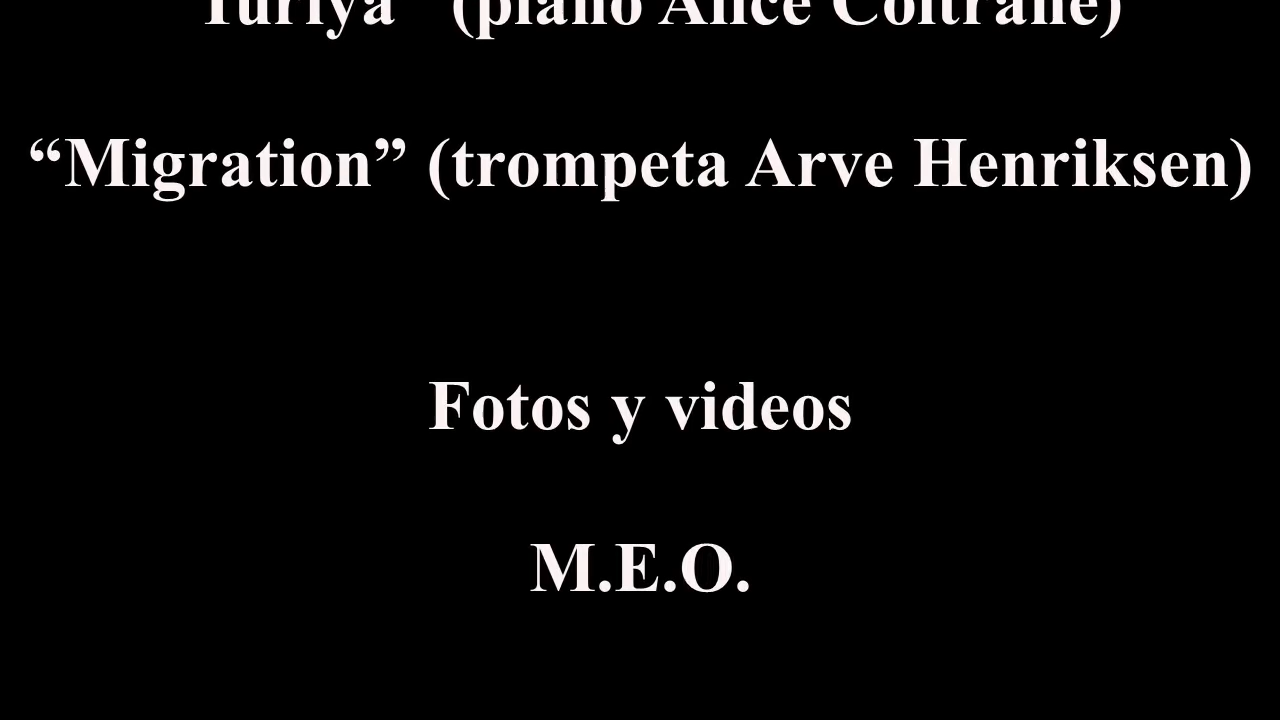 Turiya” (piano Alice Coltrane)
“Migration” (trompeta Arve Henriksen)
Fotos y videos
M.E.O.